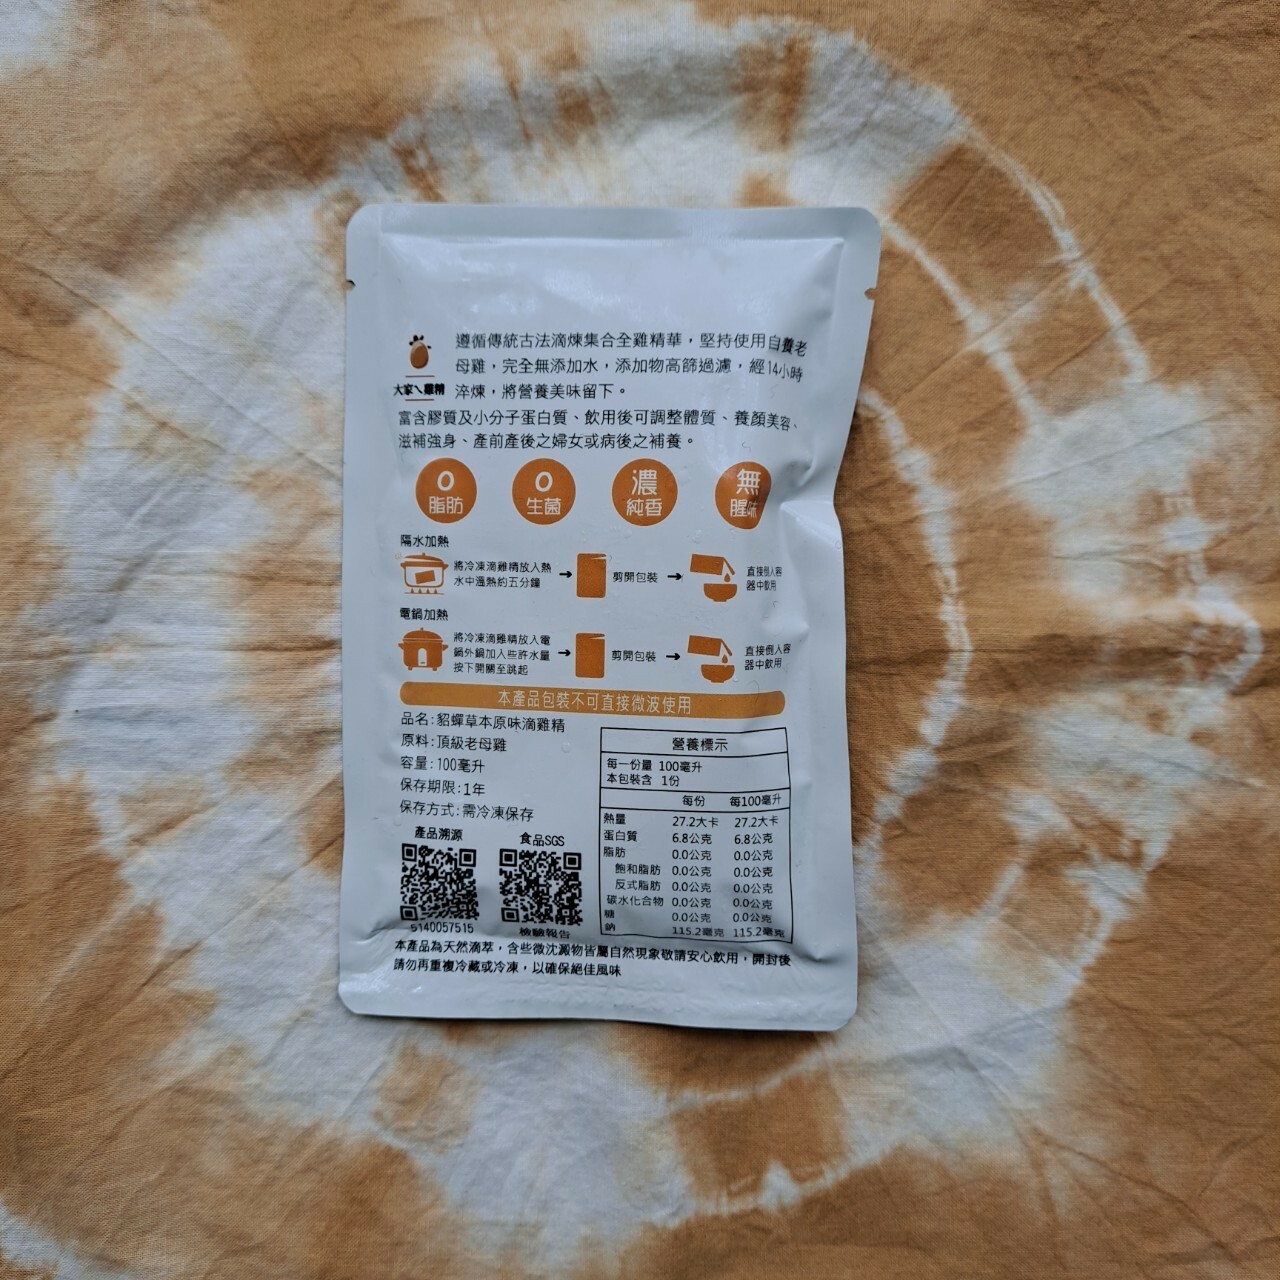 遵循傳統古法滴煉集合全雞精華，堅持使用自養老
母雞，完全無添加水，添加物高篩過濾，經14小時
大家ㄟ雞精 淬煉，將營養美味留下。
富含膠質及小分子蛋白質、飲用後可調整體質、養顏美容、
滋補強身、產前產後之婦女或病後之補養。
0 脂肪
0 生菌
濃 純香
無 腥味
隔水加熱
將冷凍滴雞精放入熱
水中溫熱約五分鐘
剪開包裝
直接倒入容
器中飲用
電鍋加熱
將冷凍滴雞精放入電
鍋外鍋加入些許水量
按下開關至跳起
剪開包裝
直接倒入容
器中飲用
本產品包裝不可直接微波使用
品名:貂蟬草本原味滴雞精
原料:頂級老母雞
容量:100毫升
保存期限:1年
保存方式:需冷凍保存
產品溯源
5140057515
食品SGS
檢驗報告
營養標示
每一份量 100毫升
本包裝含 1份
每份 每100毫升
熱量 27.2大卡 27.2大卡
蛋白質 6.8公克 6.8公克
脂肪 0.0公克 0.0公克
飽和脂肪 0.0公克 0.0公克
反式脂肪 0.0公克 0.0公克
碳水化合物 0.0公克 0.0公克
糖 0.0公克 0.0公克
鈉 115.2毫克 115.2毫克
本產品為天然滴萃，含些微沈澱物皆屬自然現象敬請安心飲用，開封後
請勿再重複冷藏或冷凍，以確保絕佳風味